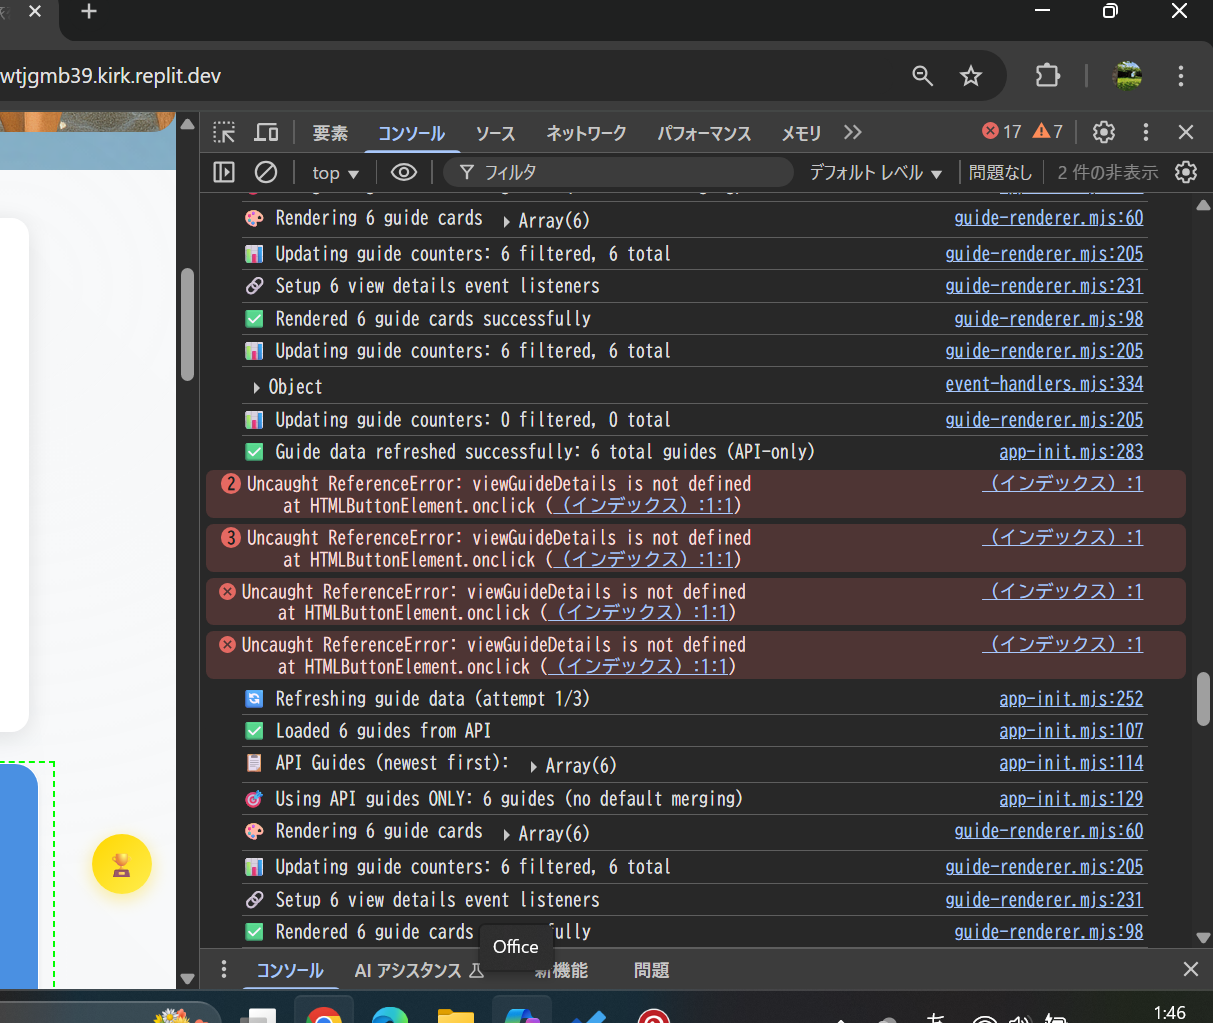 wtjgmb39.kirk.replit.dev
要素 コンソール ソース ネットワーク パフォーマンス メモリ 17 7
top フィルタ デフォルト レベル 問題なし 2 件の非表示
Rendering 6 guide cards Array(6) guide-renderer.mjs:60
Updating guide counters: 6 filtered, 6 total guide-renderer.mjs:205
Setup 6 view details event listeners guide-renderer.mjs:231
Rendered 6 guide cards successfully guide-renderer.mjs:98
Updating guide counters: 6 filtered, 6 total guide-renderer.mjs:205
Object event-handlers.mjs:334
Updating guide counters: 0 filtered, 0 total guide-renderer.mjs:205
Guide data refreshed successfully: 6 total guides (API-only) app-init.mjs:283
2 Uncaught ReferenceError: viewGuideDetails is not defined （インデックス）:1
at HTMLButtonElement.onclick (（インデックス）:1:1)
3 Uncaught ReferenceError: viewGuideDetails is not defined （インデックス）:1
at HTMLButtonElement.onclick (（インデックス）:1:1)
Uncaught ReferenceError: viewGuideDetails is not defined （インデックス）:1
at HTMLButtonElement.onclick (（インデックス）:1:1)
Uncaught ReferenceError: viewGuideDetails is not defined （インデックス）:1
at HTMLButtonElement.onclick (（インデックス）:1:1)
Refreshing guide data (attempt 1/3) app-init.mjs:252
Loaded 6 guides from API app-init.mjs:107
API Guides (newest first): Array(6) app-init.mjs:114
Using API guides ONLY: 6 guides (no default merging) app-init.mjs:129
Rendering 6 guide cards Array(6) guide-renderer.mjs:60
Updating guide counters: 6 filtered, 6 total guide-renderer.mjs:205
Setup 6 view details event listeners guide-renderer.mjs:231
Rendered 6 guide cards fully guide-renderer.mjs:98
Office
コンソール AI アシスタンス 新機能 問題
あ 1:46